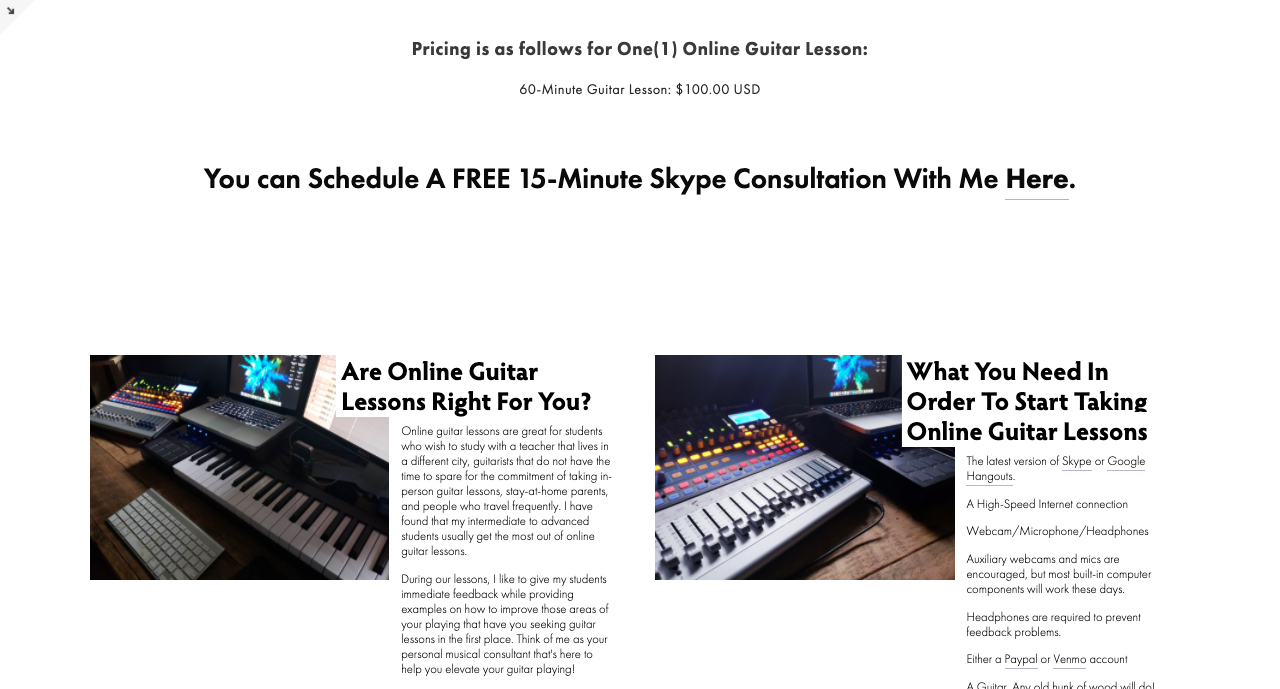 Pricing is as follows for One(1) Online Guitar Lesson:
60-Minute Guitar Lesson: $100.00 USD
You can Schedule A FREE 15-Minute Skype Consultation With Me Here.
Are Online Guitar
Lessons Right For You?
Online guitar lessons are great for students
who wish to study with a teacher that lives in
a different city, guitarists that do not have the
time to spare for the commitment of taking in-
person guitar lessons, stay-at-home parents,
and people who travel frequently. I have
found that my intermediate to advanced
students usually get the most out of online
guitar lessons.
During our lessons, I like to give my students
immediate feedback while providing
examples on how to improve those areas of
your playing that have you seeking guitar
lessons in the first place. Think of me as your
personal musical consultant that's here to
help you elevate your guitar playing!
What You Need In
Order To Start Taking
Online Guitar Lessons
The latest version of Skype or Google
Hangouts.
A High-Speed Internet connection
Webcam/Microphone/Headphones
Auxiliary webcams and mics are
encouraged, but most built-in computer
components will work these days.
Headphones are required to prevent
feedback problems.
Either a Paypal or Venmo account
A Guitar. Any old hunk of wood will do!